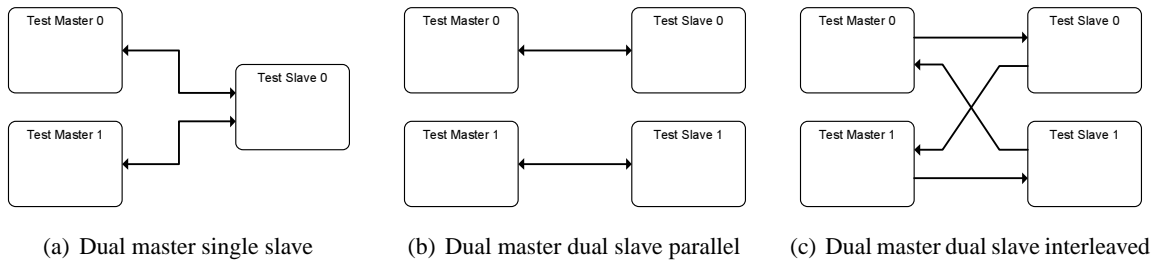 Test Master 0
Test Slave 0
Test Master 1
(a) Dual master single slave
Test Master 0
Test Slave 0
Test Master 1
Test Slave 1
(b) Dual master dual slave parallel
Test Master 0
Test Slave 0
Test Master 1
Test Slave 1
(c) Dual master dual slave interleaved